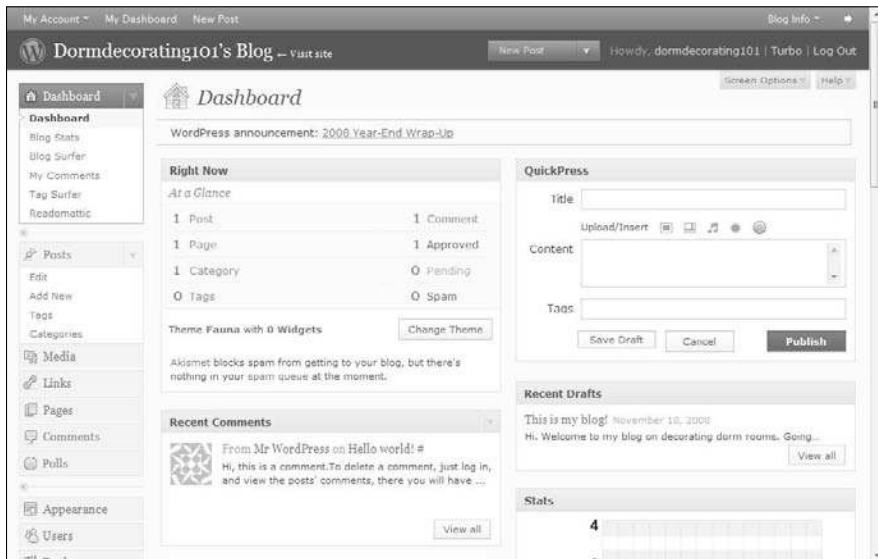 My Account My Dashboard New Post Blog Info
Dormdecorating101's Blog ← Visit site New Post Howdy, dormdecorating101 | Turbo | Log Out
Screen Options Help
Dashboard
Dashboard
Blog Stats
Blog Surfer
My Comments
Tag Surfer
Readomattic
Posts
Edit
Add New
Tags
Categories
Media
Links
Pages
Comments
Polls
Appearance
Users
Dashboard
WordPress announcement: 2008 Year-End Wrap-Up
Right Now
At a Glance
1 Post 1 Comment
1 Page 1 Approved
1 Category 0 Pending
0 Tags 0 Spam
Theme Fauna with 0 Widgets Change Theme
Akismet blocks spam from getting to your blog, but there's
nothing in your spam queue at the moment.
Recent Comments
From Mr WordPress on Hello world! #
Hi, this is a comment.To delete a comment, just log in,
and view the posts' comments, there you will have ...
View all
QuickPress
Title
Upload/Insert
Content
Tags
Save Draft Cancel Publish
Recent Drafts
This is my blog! November 10, 2008
Hi. Welcome to my blog on decorating dorm rooms. Going...
View all
Stats
4